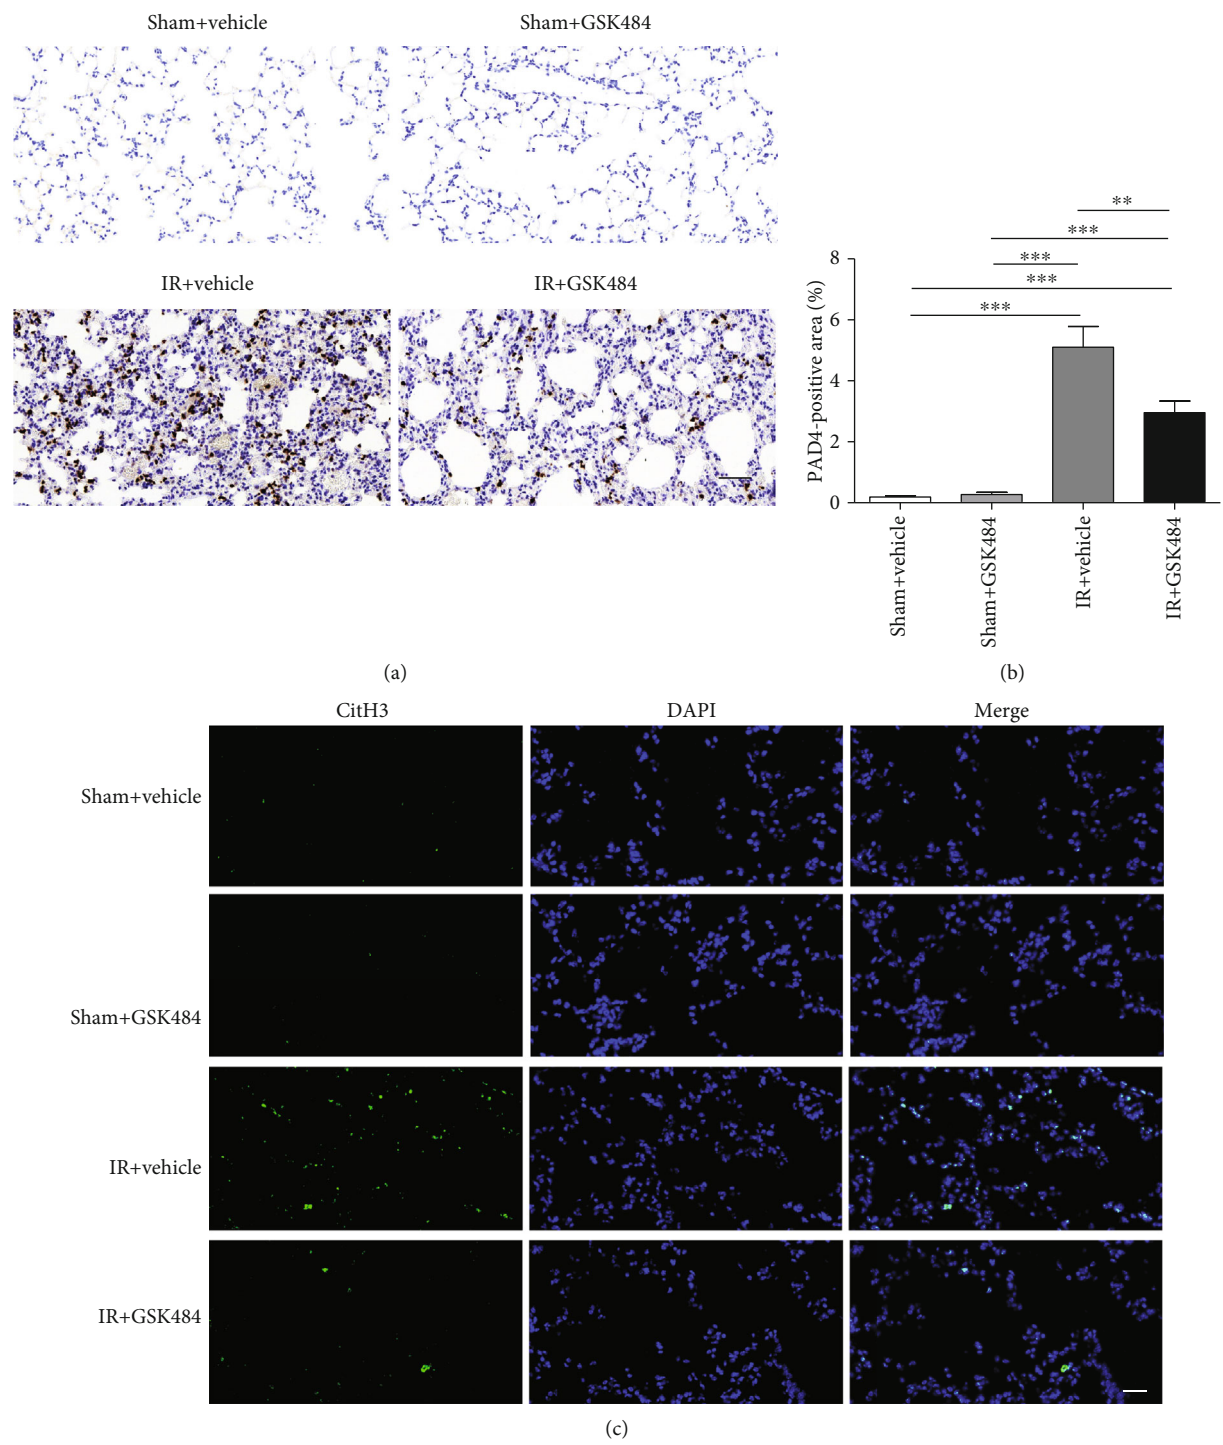 Sham+vehicle
Sham+GSK484
IR+vehicle
IR+GSK484
(a)
**
***
***
***
***
PAD4-positive area (%)
8
6
4
2
0
Sham+vehicle
Sham+GSK484
IR+vehicle
IR+GSK484
(b)
CitH3
DAPI
Merge
Sham+vehicle
Sham+GSK484
IR+vehicle
IR+GSK484
(c)